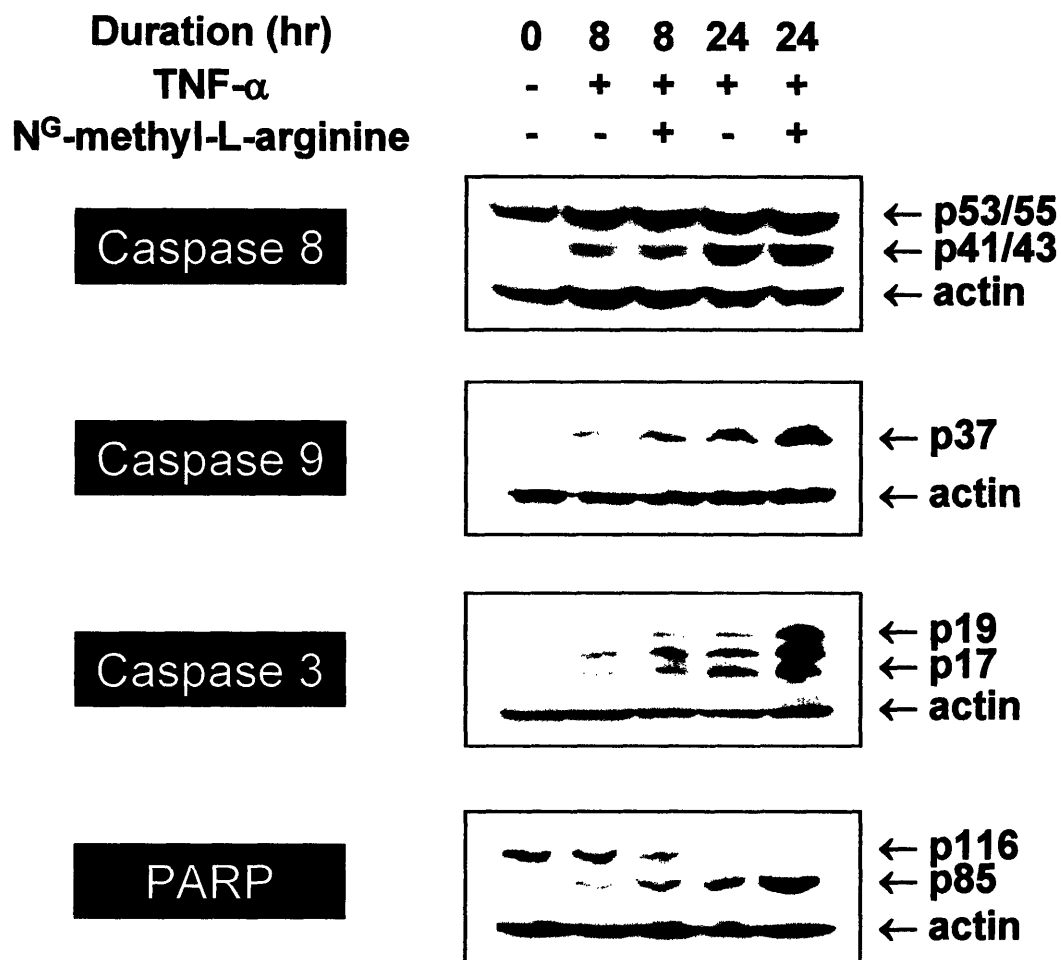 Duration (hr) 0 8 8 24 24
TNF-α - + + + +
N^G-methyl-L-arginine - - + - +
Caspase 8
← p53/55
← p41/43
← actin
Caspase 9
← p37
← actin
Caspase 3
← p19
← p17
← actin
PARP
← p116
← p85
← actin